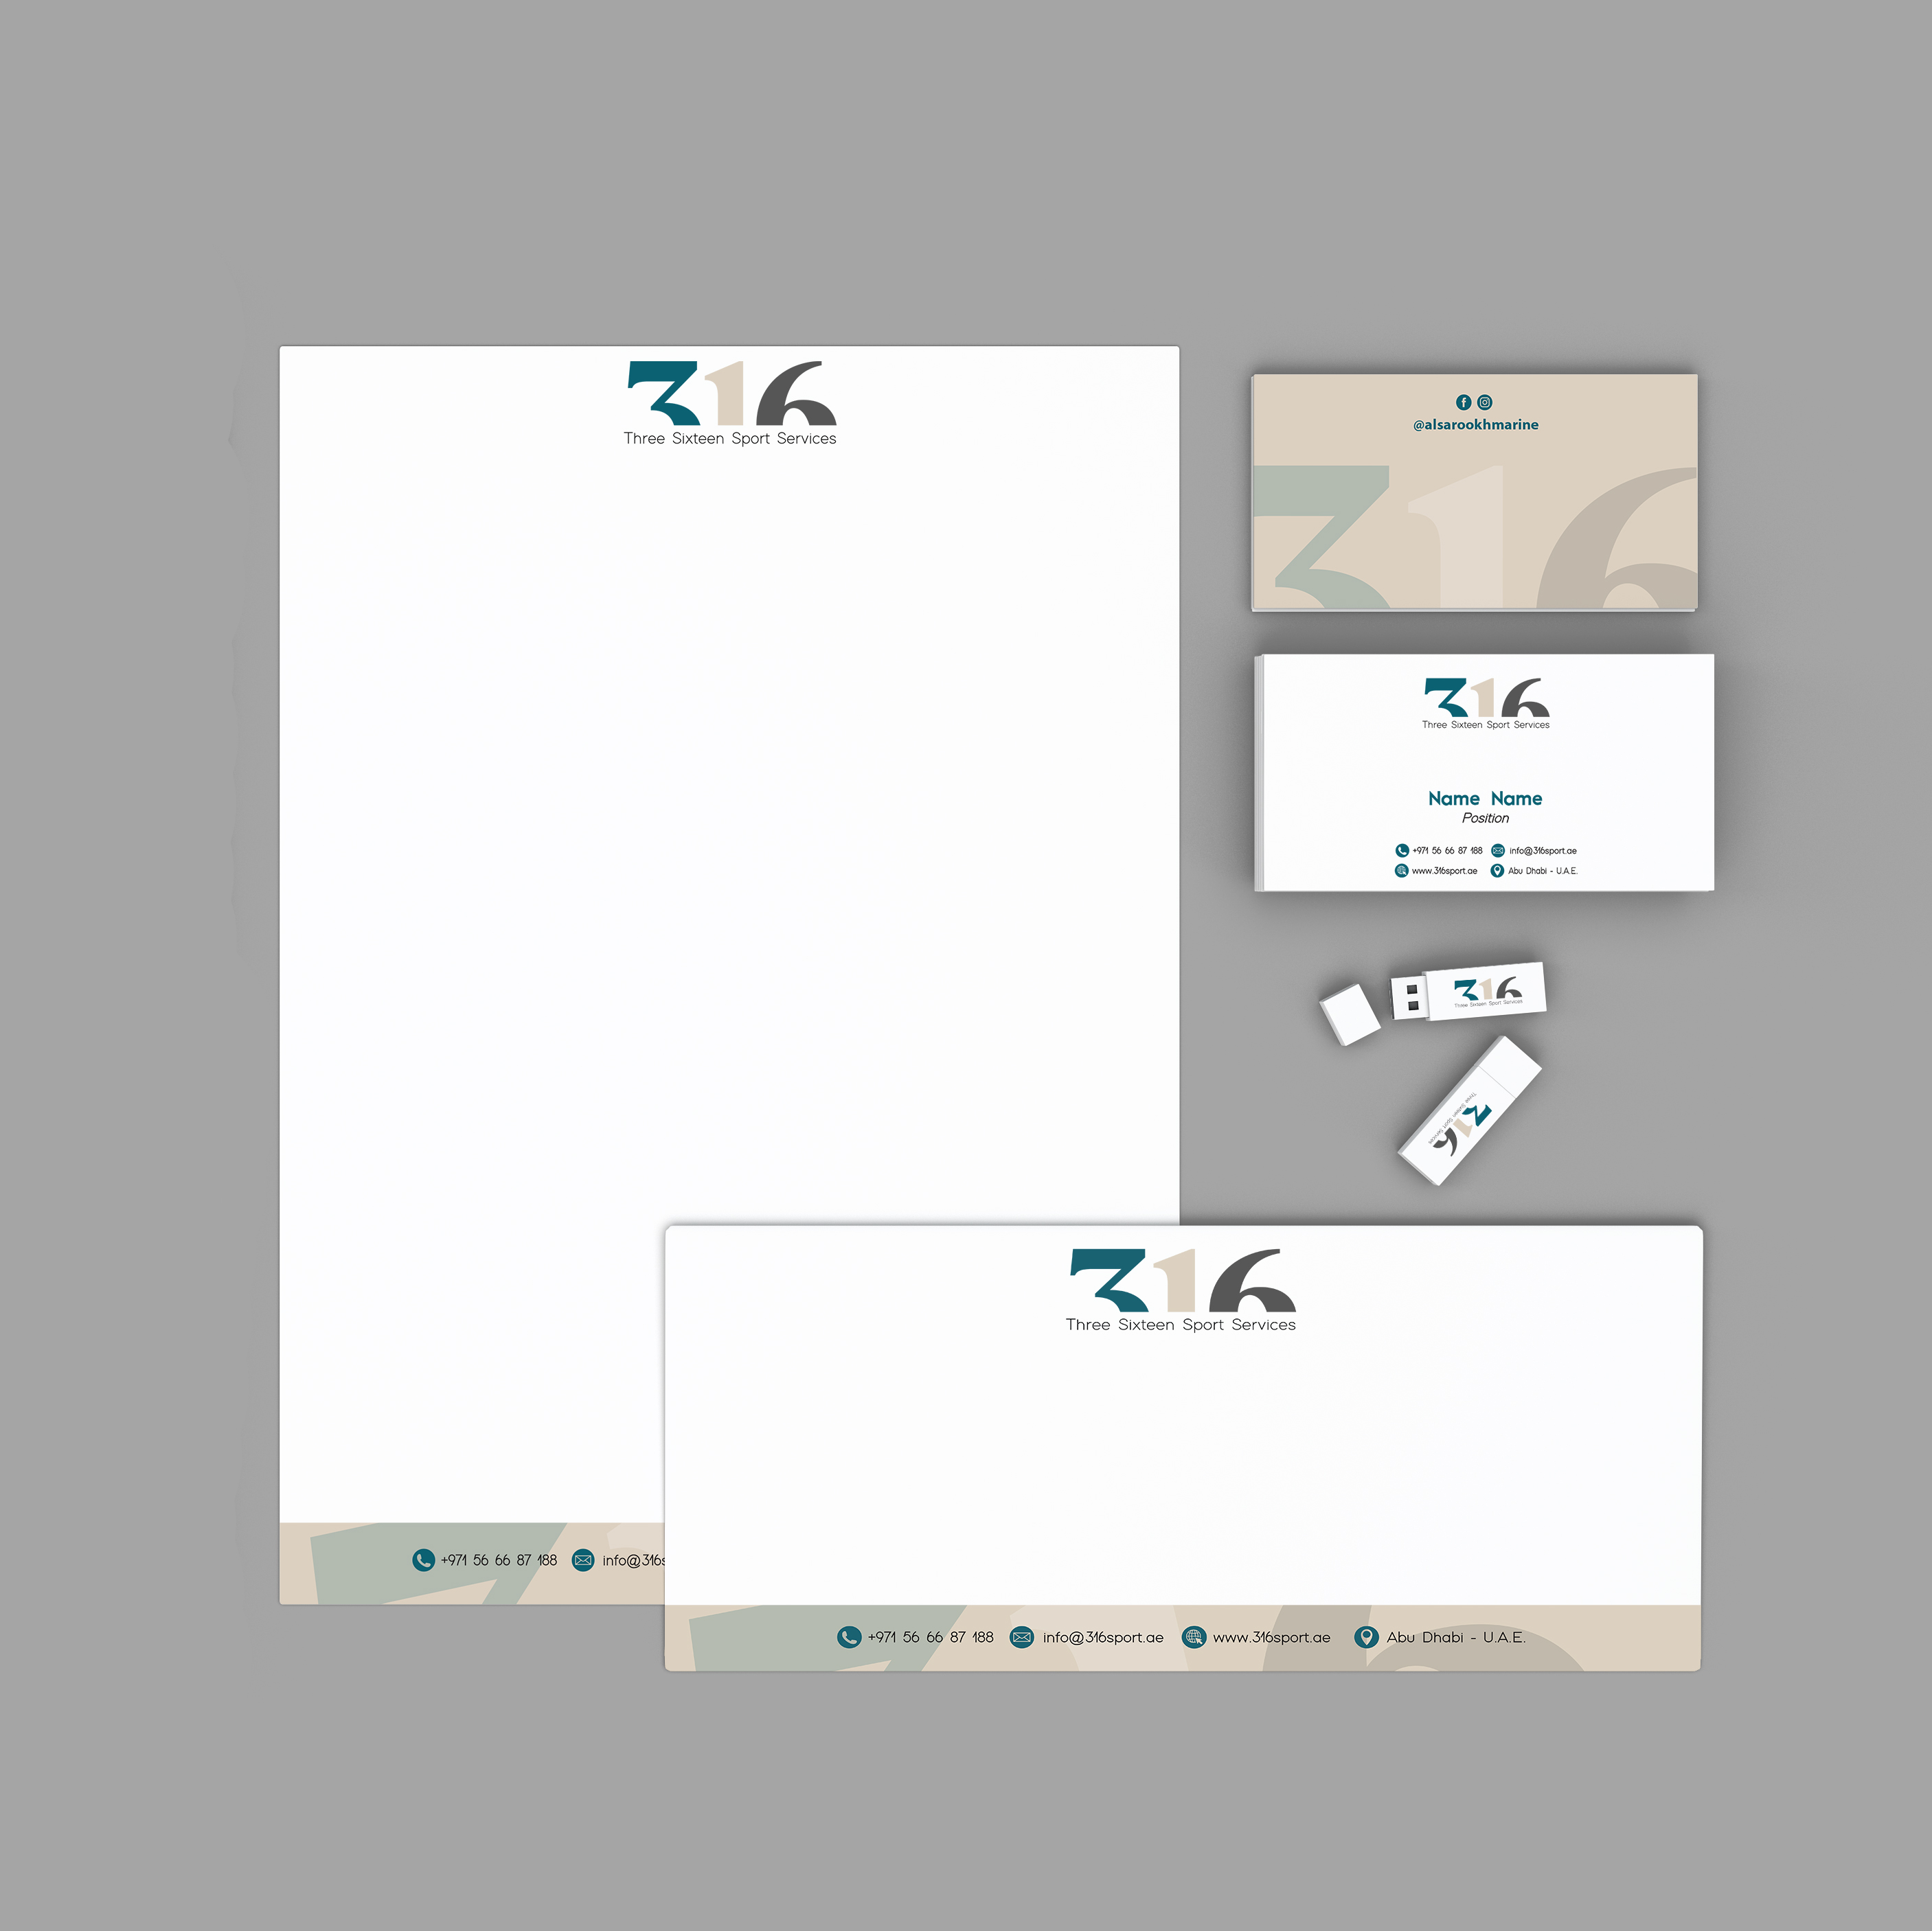 316
Three Sixteen Sport Services
+971 56 66 87 188 info@316s
@alsarookhmarine
316
316
Three Sixteen Sport Services
Name Name
Position
+971 56 66 87 188 info@316sport.ae
www.316sport.ae Abu Dhabi - U.A.E.
316
Three Sixteen Sport Services
316
Three Sixteen Sport Services
316
Three Sixteen Sport Services
+971 56 66 87 188 info@316sport.ae www.316sport.ae Abu Dhabi - U.A.E.